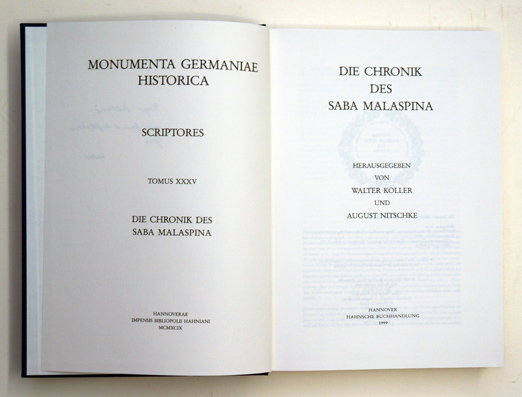 MONUMENTA GERMANIAE
HISTORICA
SCRIPTORES
TOMUS XXXV
DIE CHRONIK DES
SABA MALASPINA
HANNOVERAE
IMPENSIS BIBLIOPOLII HAHNIANI
MCMXCIX
DIE CHRONIK
DES
SABA MALASPINA
HERAUSGEGEBEN
VON
WALTER KOLLER
UND
AUGUST NITSCHKE
HANNOVER
HAHNSCHE BUCHHANDLUNG
1999